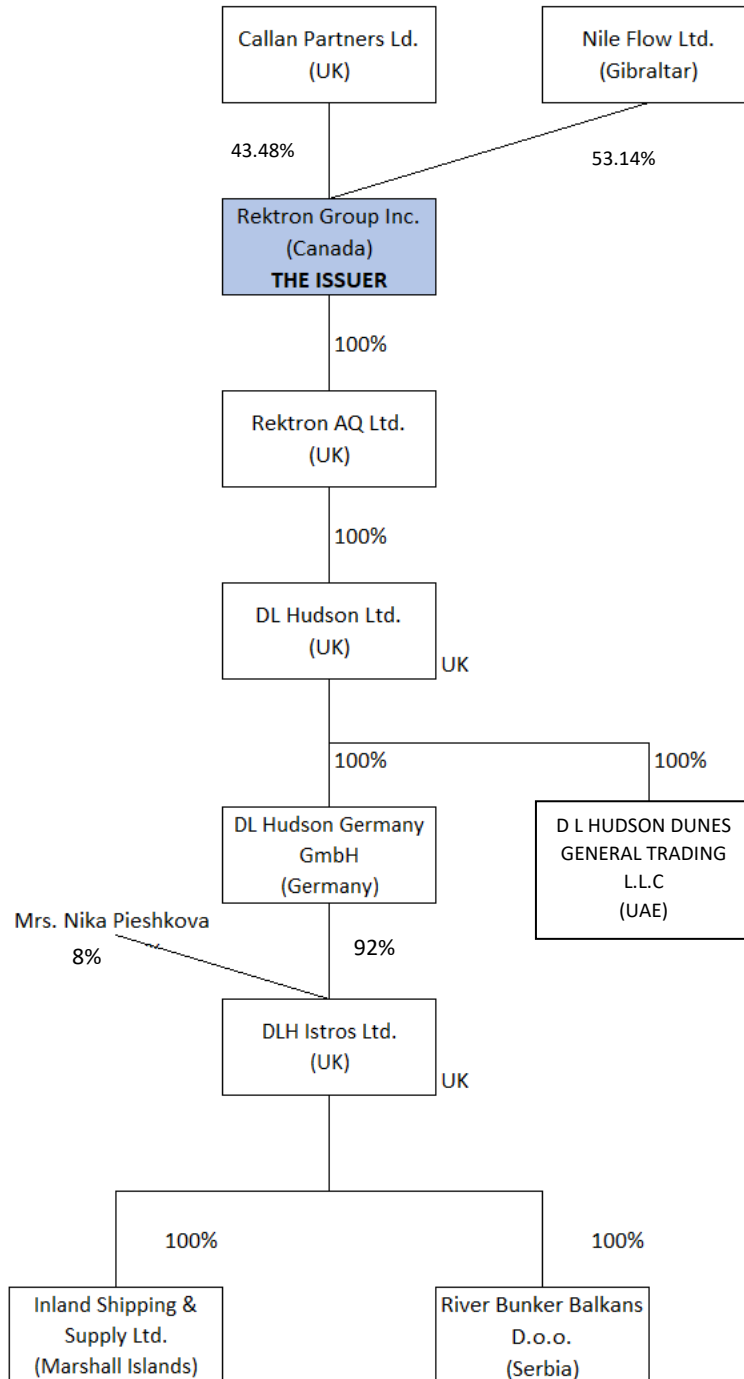 Callan Partners Ld.
(UK)
Nile Flow Ltd.
(Gibraltar)
43.48%
53.14%
Rektron Group Inc.
(Canada)
THE ISSUER
100%
Rektron AQ Ltd.
(UK)
100%
DL Hudson Ltd.
(UK)
UK
100%
100%
DL Hudson Germany
GmbH
(Germany)
D L HUDSON DUNES
GENERAL TRADING
L.L.C
(UAE)
Mrs. Nika Pieshkova
8%
92%
DLH Istros Ltd.
(UK)
UK
100%
100%
Inland Shipping &
Supply Ltd.
(Marshall Islands)
River Bunker Balkans
D.o.o.
(Serbia)